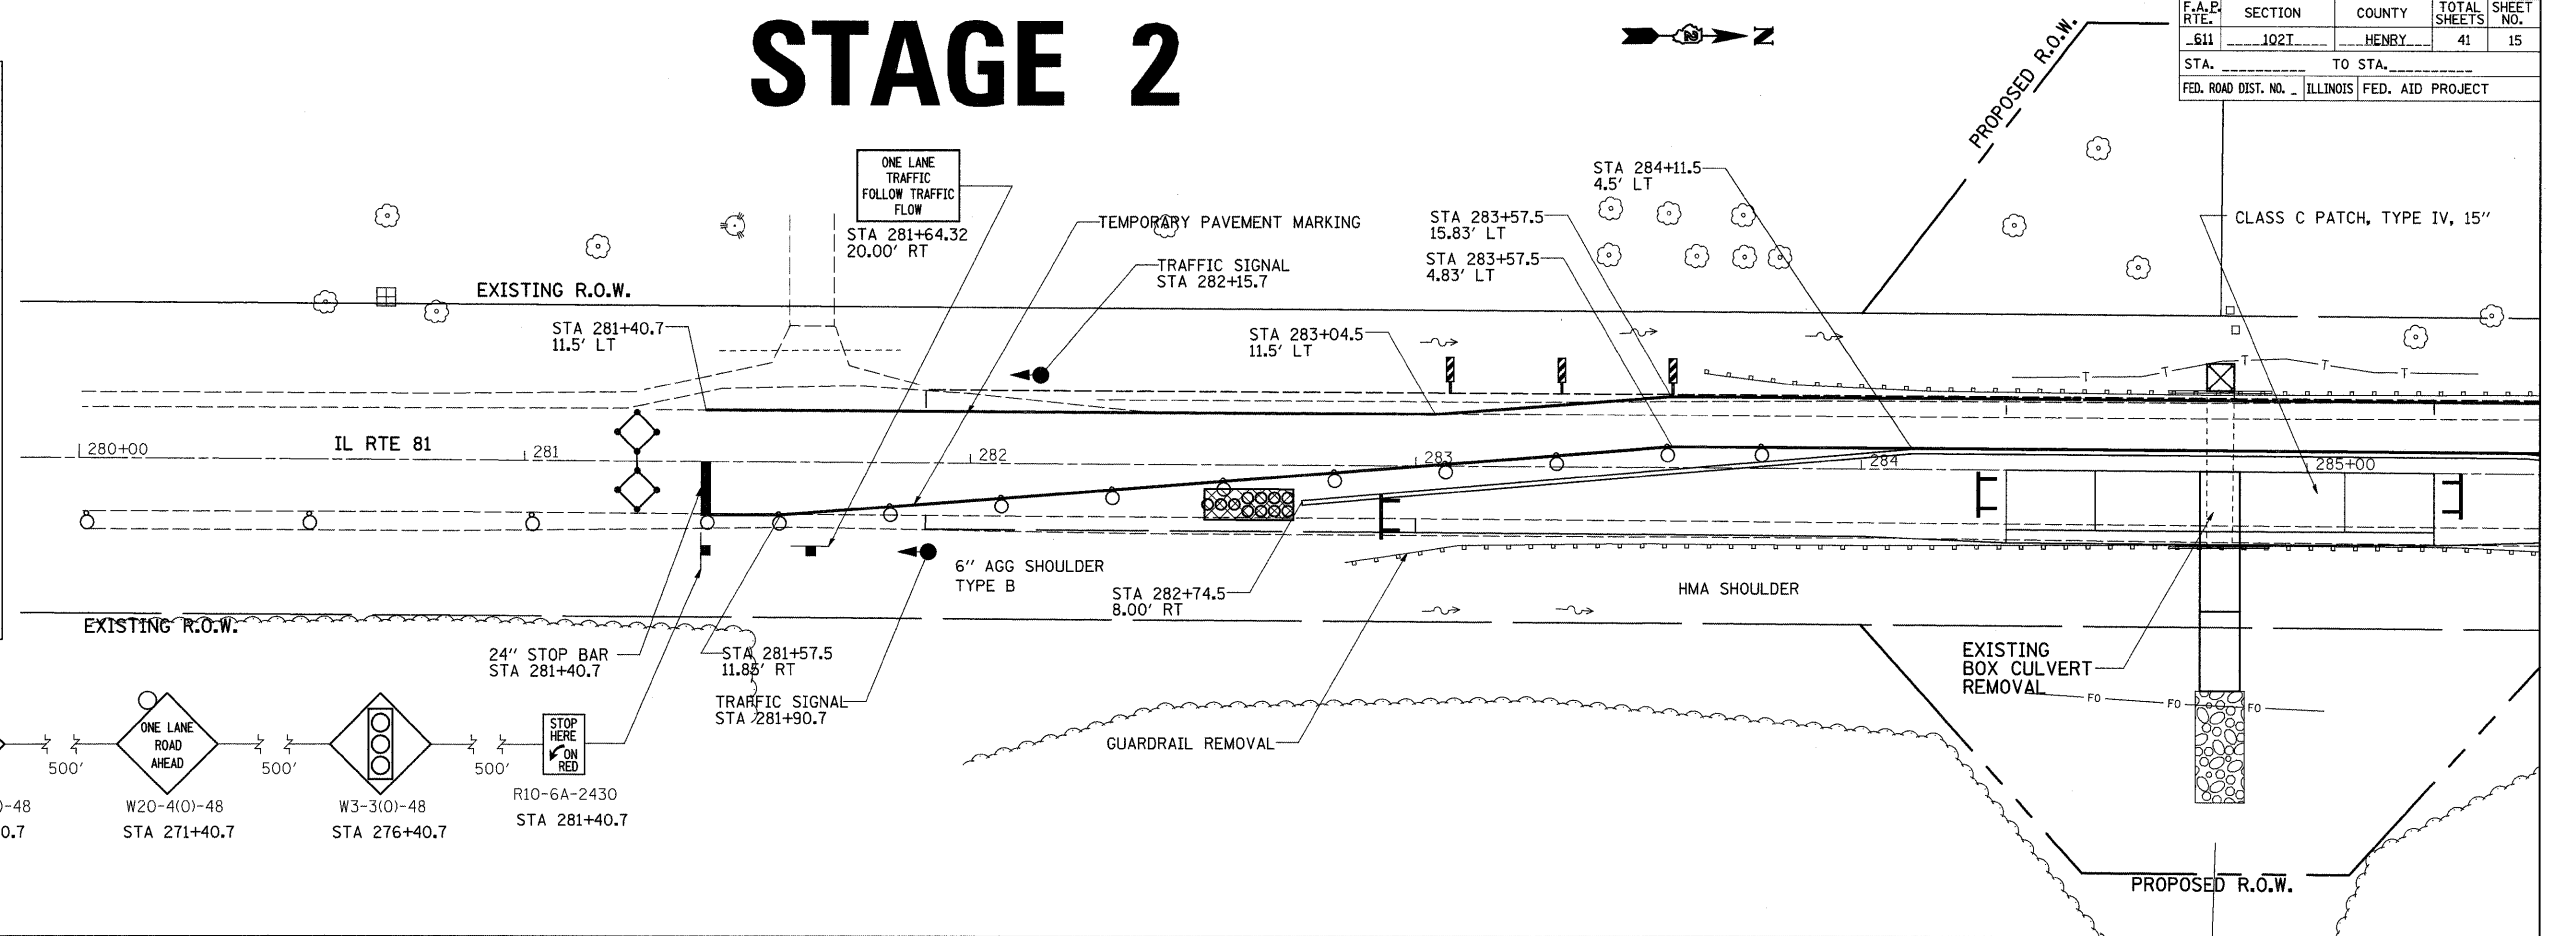 STAGE 2
N
F.A.P. RTE.
SECTION
COUNTY
TOTAL SHEETS
SHEET NO.
611
102T
HENRY
41
15
STA.
TO STA.
FED. ROAD DIST. NO.
ILLINOIS
FED. AID PROJECT
PROPOSED R.O.W.
ONE LANE
TRAFFIC
FOLLOW TRAFFIC
FLOW
STA 281+64.32
20.00' RT
TEMPORARY PAVEMENT MARKING
TRAFFIC SIGNAL
STA 282+15.7
STA 284+11.5
4.5' LT
STA 283+57.5
15.83' LT
STA 283+57.5
4.83' LT
CLASS C PATCH, TYPE IV, 15"
EXISTING R.O.W.
STA 281+40.7
11.5' LT
STA 283+04.5
11.5' LT
T
T
T
T
T
IL RTE 81
280+00
281
282
283
284
285+00
6" AGG SHOULDER
TYPE B
STA 282+74.5
8.00' RT
HMA SHOULDER
EXISTING R.O.W.
24" STOP BAR
STA 281+40.7
STA 281+57.5
11.85' RT
TRAFFIC SIGNAL
STA 281+90.7
GUARDRAIL REMOVAL
EXISTING
BOX CULVERT
REMOVAL
FO
FO
FO
ONE LANE
ROAD
AHEAD
STOP
HERE
ON
RED
500'
500'
500'
)-48
0.7
W20-4(O)-48
STA 271+40.7
W3-3(O)-48
STA 276+40.7
R10-6A-2430
STA 281+40.7
PROPOSED R.O.W.